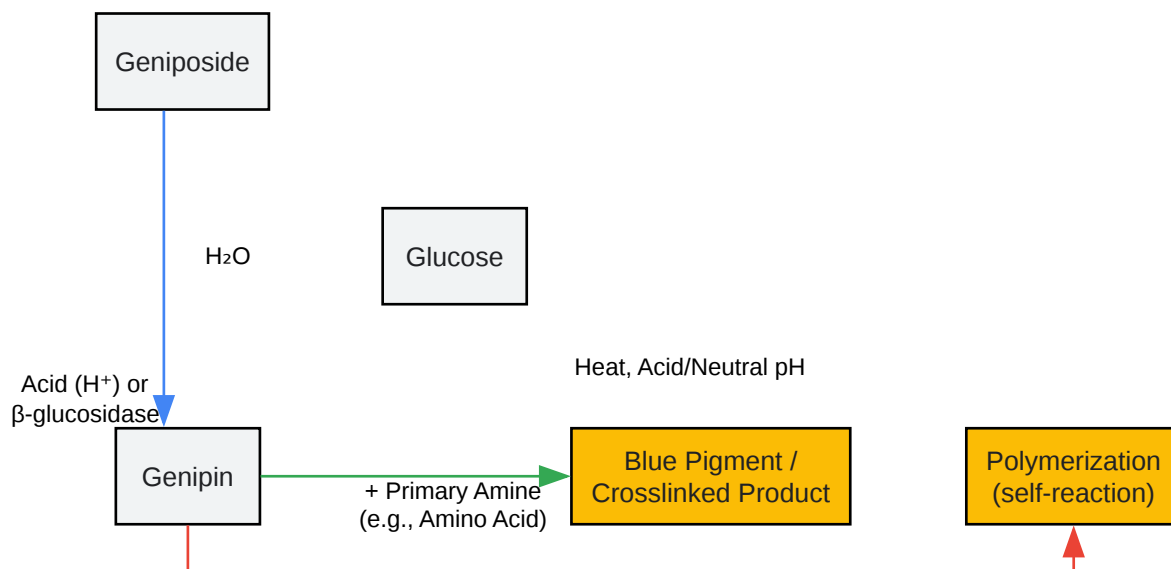 Geniposide
H₂O
Glucose
Heat, Acid/Neutral pH
Acid (H⁺) or
β-glucosidase
Genipin
+ Primary Amine
(e.g., Amino Acid)
Blue Pigment /
Crosslinked Product
Polymerization
(self-reaction)